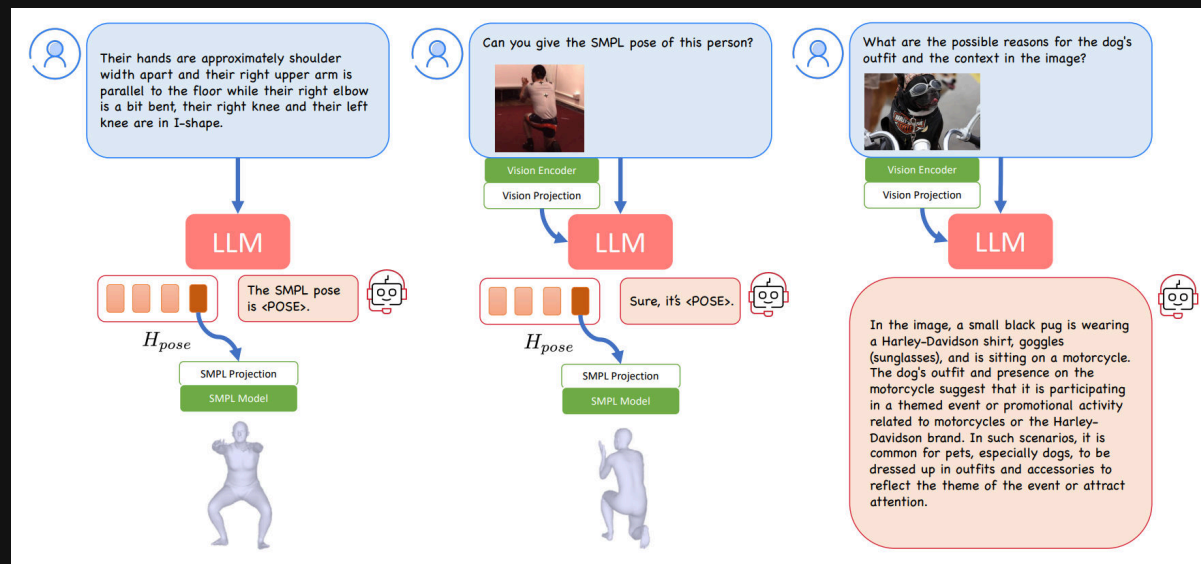 Their hands are approximately shoulder
width apart and their right upper arm is
parallel to the floor while their right elbow
is a bit bent, their right knee and their left
knee are in I-shape.
LLM
The SMPL pose
is <POSE>.
H_pose
SMPL Projection
SMPL Model
Can you give the SMPL pose of this person?
Vision Encoder
Vision Projection
LLM
Sure, it's <POSE>.
H_pose
SMPL Projection
SMPL Model
What are the possible reasons for the dog's
outfit and the context in the image?
Vision Encoder
Vision Projection
LLM
In the image, a small black pug is wearing
a Harley-Davidson shirt, goggles
(sunglasses), and is sitting on a motorcycle.
The dog's outfit and presence on the
motorcycle suggest that it is participating
in a themed event or promotional activity
related to motorcycles or the Harley-
Davidson brand. In such scenarios, it is
common for pets, especially dogs, to be
dressed up in outfits and accessories to
reflect the theme of the event or attract
attention.